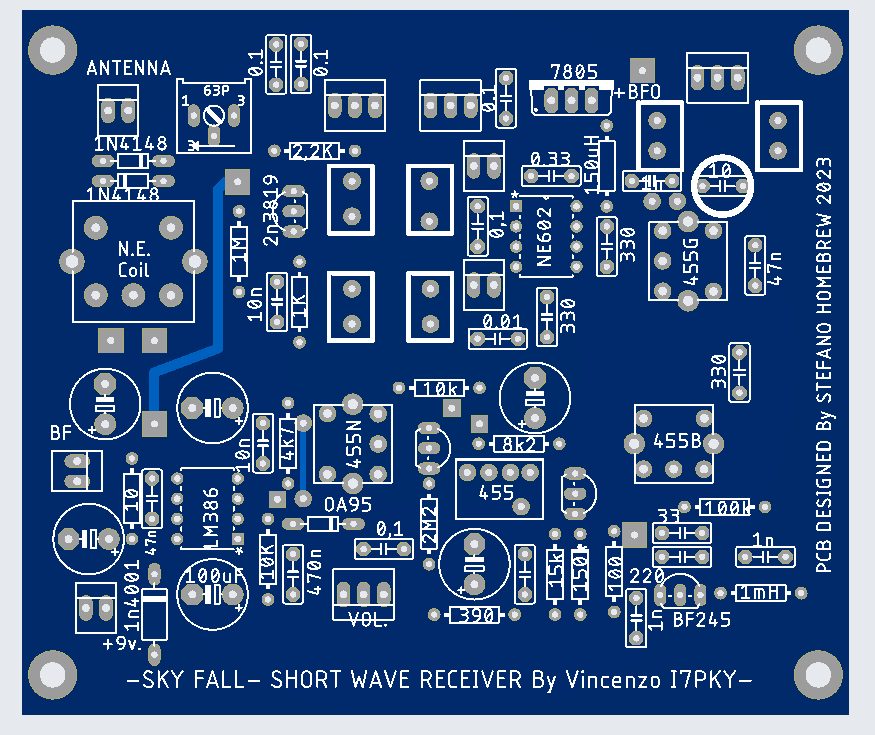 ANTENNA
0.1
0.1
63P
1
3
7805
+BFO
0.1
1N4148
1N4148
2,2K
0.33
150uH
1n
10
2n3819
*
NE602
0,1
330
455G
47n
N.E.
Coil
1M
10n
1K
0.01
330
330
PCB DESIGNED By STEFANO HOMEBREW 2023
10k
BF
+
+
10n
4k7
455N
8k2
455B
455
10
47n
LM386
*
OA95
2M2
100k
33
0,1
1n
+
10K
470n
100uF
+
1n4001
+9v.
VOL.
+
390
15k
150
100
220
1n
BF245
1mH
-SKY FALL- SHORT WAVE RECEIVER By Vincenzo I7PKY-